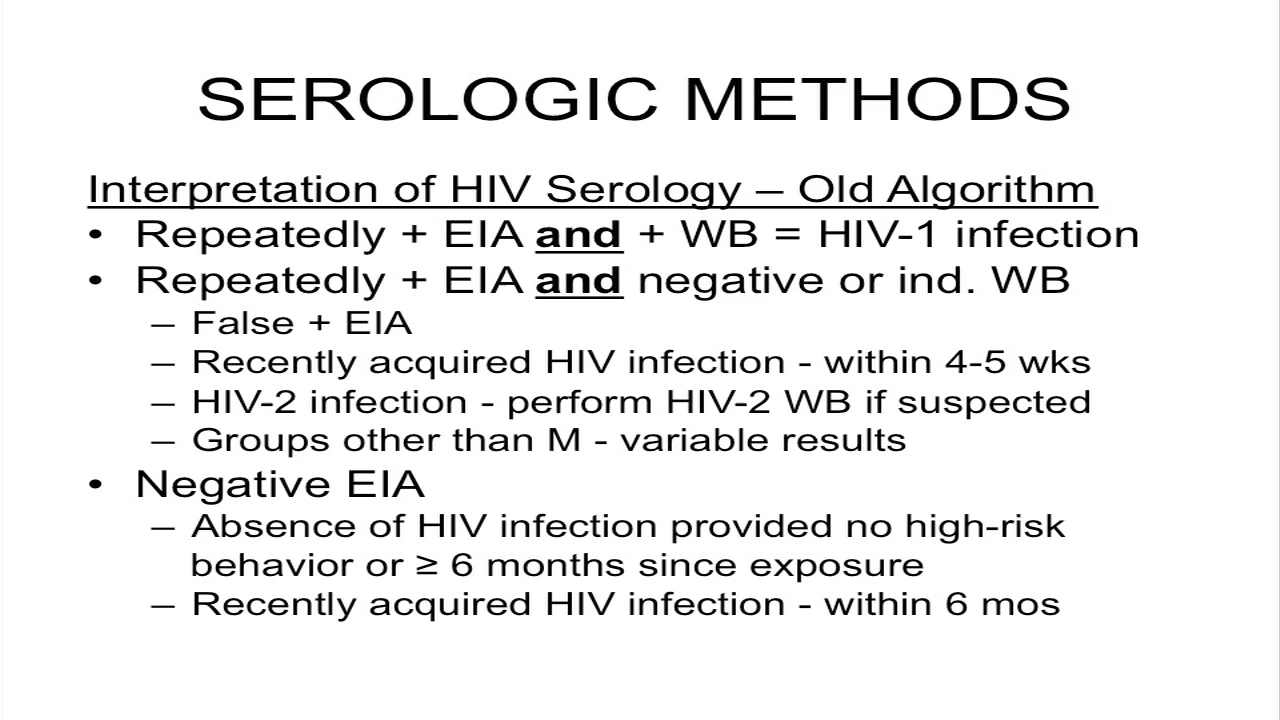 SEROLOGIC METHODS
Interpretation of HIV Serology – Old Algorithm
• Repeatedly + EIA and + WB = HIV-1 infection
• Repeatedly + EIA and negative or ind. WB
– False + EIA
– Recently acquired HIV infection - within 4-5 wks
– HIV-2 infection - perform HIV-2 WB if suspected
– Groups other than M - variable results
• Negative EIA
– Absence of HIV infection provided no high-risk
behavior or ≥ 6 months since exposure
– Recently acquired HIV infection - within 6 mos